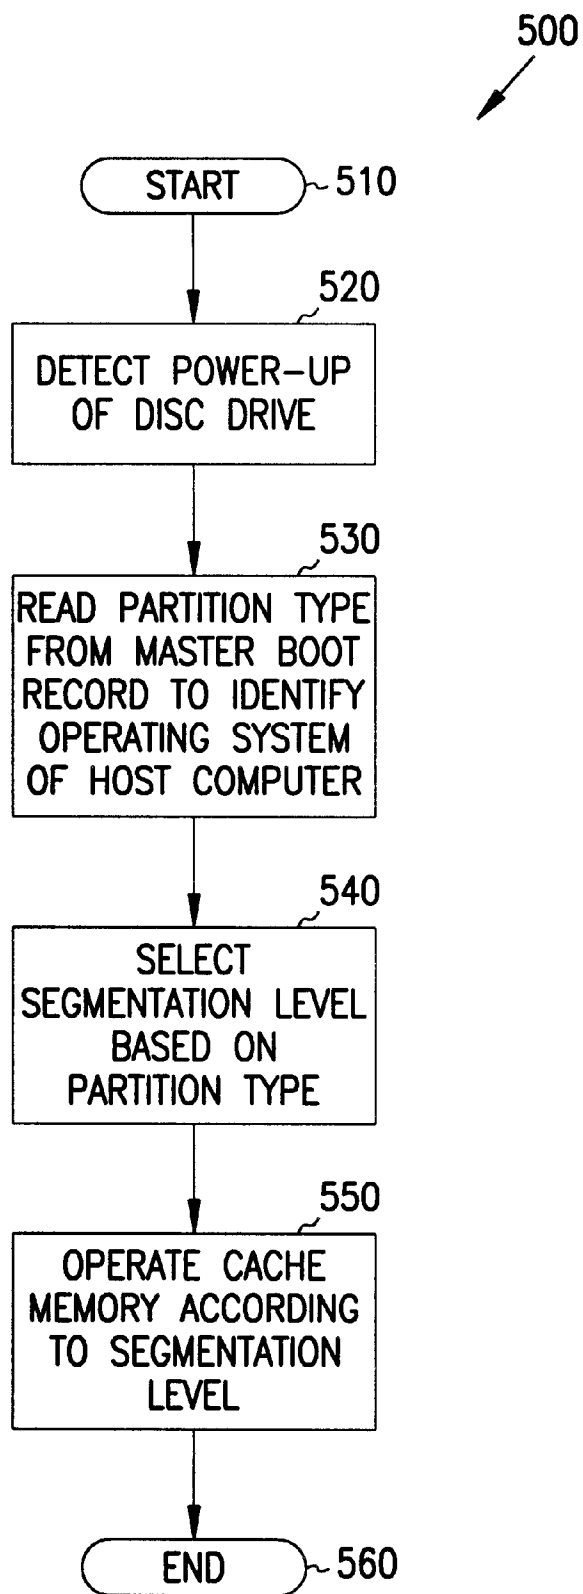 500
START
510
520
DETECT POWER-UP
OF DISC DRIVE
530
READ PARTITION TYPE
FROM MASTER BOOT
RECORD TO IDENTIFY
OPERATING SYSTEM
OF HOST COMPUTER
540
SELECT
SEGMENTATION LEVEL
BASED ON
PARTITION TYPE
550
OPERATE CACHE
MEMORY ACCORDING
TO SEGMENTATION
LEVEL
END
560